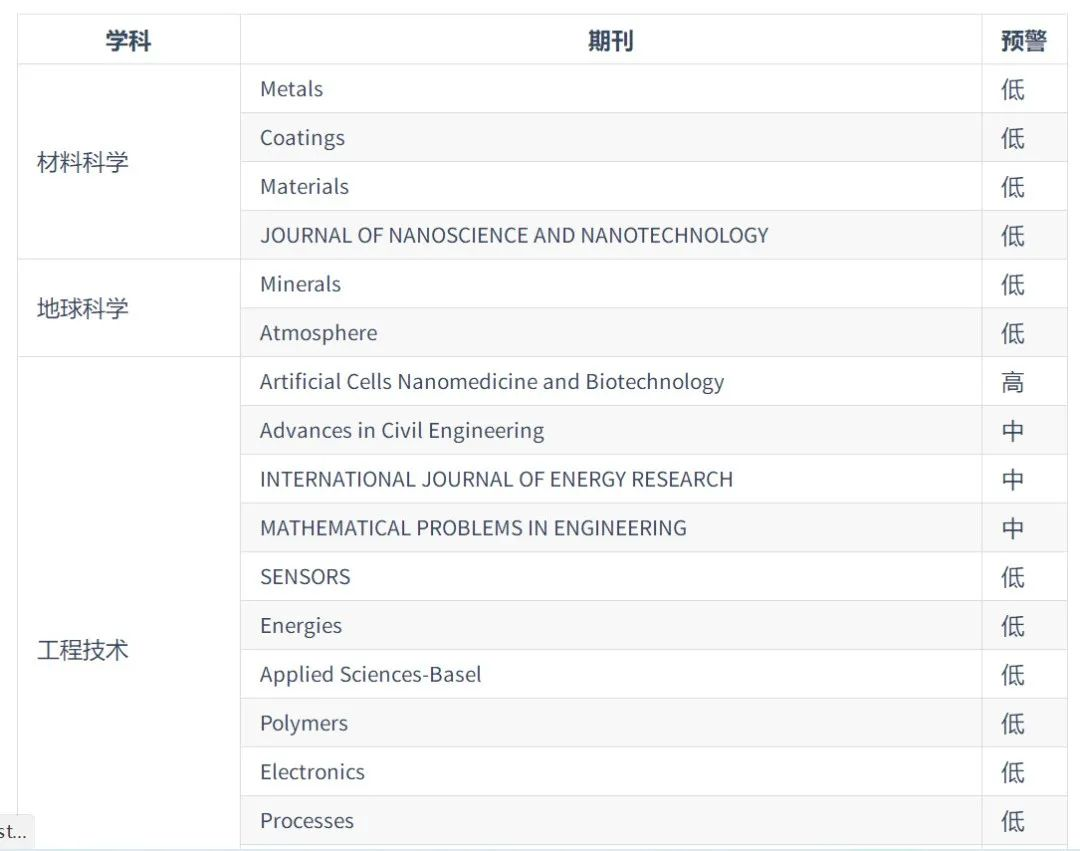 学科 期刊 预警
材料科学
Metals 低
Coatings 低
Materials 低
JOURNAL OF NANOSCIENCE AND NANOTECHNOLOGY 低
地球科学
Minerals 低
Atmosphere 低
工程技术
Artificial Cells Nanomedicine and Biotechnology 高
Advances in Civil Engineering 中
INTERNATIONAL JOURNAL OF ENERGY RESEARCH 中
MATHEMATICAL PROBLEMS IN ENGINEERING 中
SENSORS 低
Energies 低
Applied Sciences-Basel 低
Polymers 低
Electronics 低
Processes 低
st...